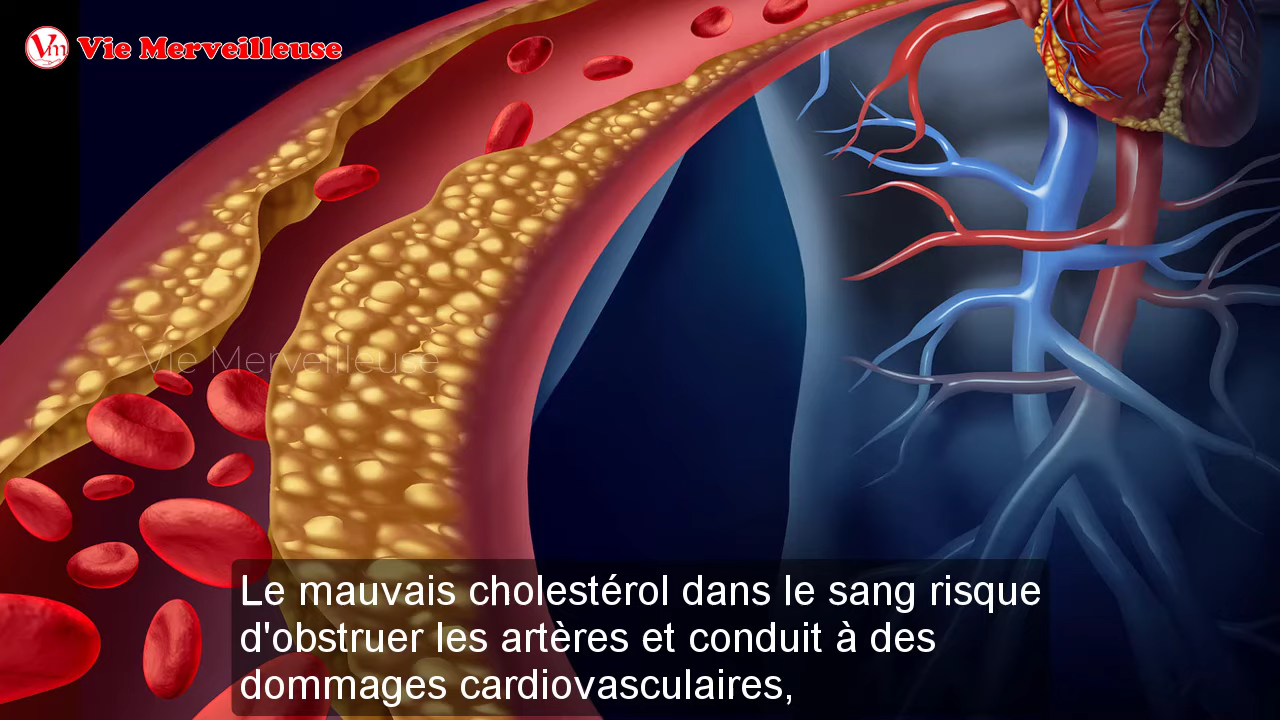 Vm Vie Merveilleuse
Vie Merveilleuse
Le mauvais cholestérol dans le sang risque
d'obstruer les artères et conduit à des
dommages cardiovasculaires,